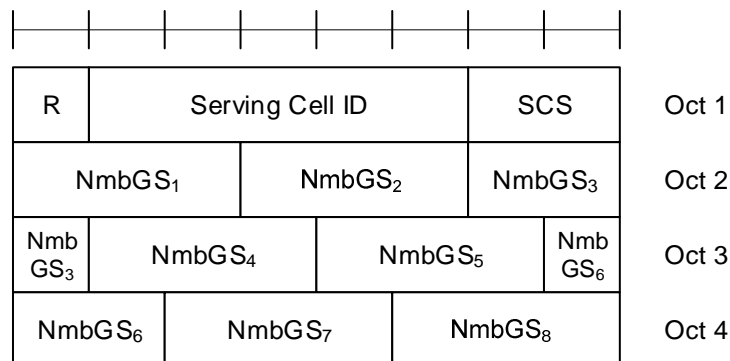 R Serving Cell ID SCS Oct 1
NmbGS₁ NmbGS₂ NmbGS₃ Oct 2
Nmb GS₃ NmbGS₄ NmbGS₅ Nmb GS₆ Oct 3
NmbGS₆ NmbGS₇ NmbGS₈ Oct 4